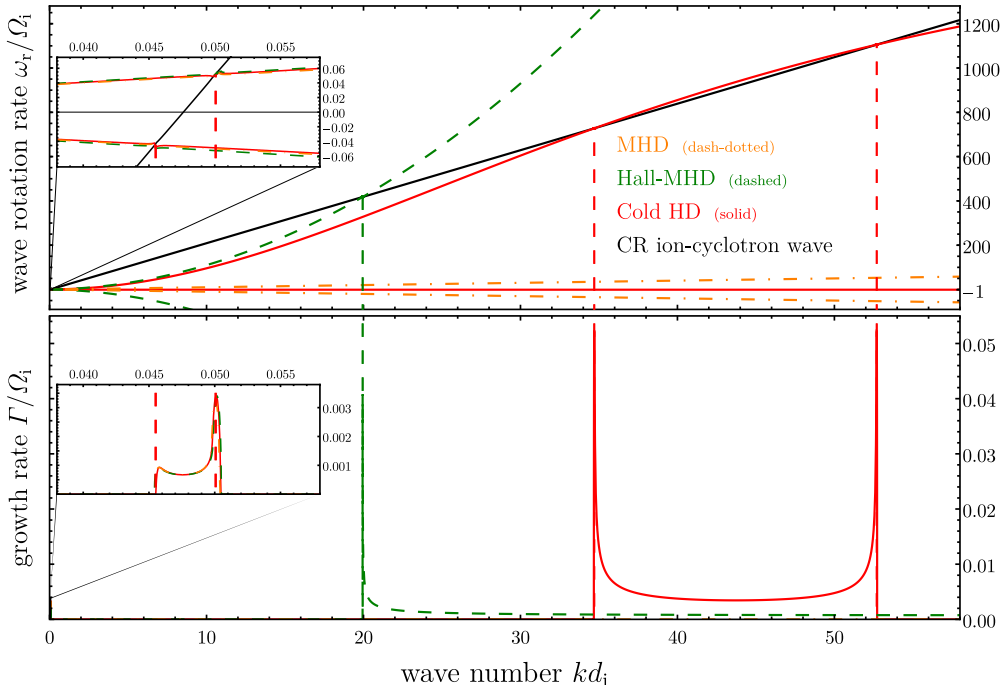 0.040 0.045 0.050 0.055
0.06
0.04
0.02
0.00
−0.02
−0.04
−0.06
wave rotation rate ωr/Ωi
1200
1000
800
600
400
200
−1
MHD (dash-dotted)
Hall-MHD (dashed)
Cold HD (solid)
CR ion-cyclotron wave
0.040 0.045 0.050 0.055
0.003
0.002
0.001
growth rate Γ/Ωi
0.05
0.04
0.03
0.02
0.01
0.00
0 10 20 30 40 50
wave number kdi